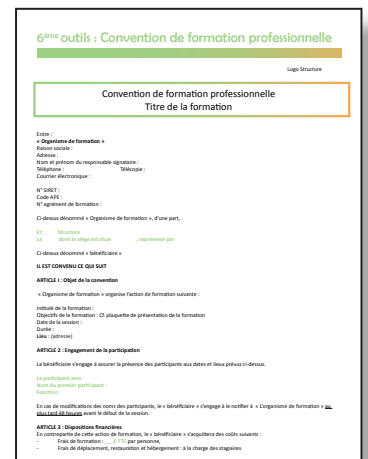 6ème outils : Convention de formation professionnelle
Logo Structure
Convention de formation professionnelle
Titre de la formation
Entre :
« Organisme de formation »
Raison sociale :
Adresse :
Nom et prénom du responsable signataire :
Téléphone : Télécopie :
Courrier électronique :
N° SIRET :
Code APE :
N° agrément de formation :
Ci-dessus dénommé « Organisme de formation », d'une part,
Et : Structure
Le dont le siège est situé , représenté par
Ci-dessus dénommé « bénéficiaire »
IL EST CONVENU CE QUI SUIT
ARTICLE I : Objet de la convention
« Organisme de formation » organise l'action de formation suivante :
Intitulé de la formation :
Objectifs de la formation : Cf. plaquette de présentation de la formation
Date de la session :
Durée :
Lieu : (adresse)
ARTICLE 2 : Engagement de la participation
Le bénéficiaire s'engage à assurer la présence des participants aux dates et lieux prévus ci-dessus.
Le participant sera :
Nom du premier participant :
Fonction :
En cas de modifications des noms des participants, le « bénéficiaire » s'engage à le notifier à « L'organisme de formation » au
plus tard 48 heures avant le début de la session.
ARTICLE 3 : Dispositions financières
En contrepartie de cette action de formation, le « bénéficiaire » s'acquittera des coûts suivants :
- Frais de formation : ___€ TTC par personne,
- Frais de déplacement, restauration et hébergement : à la charge des stagiaires